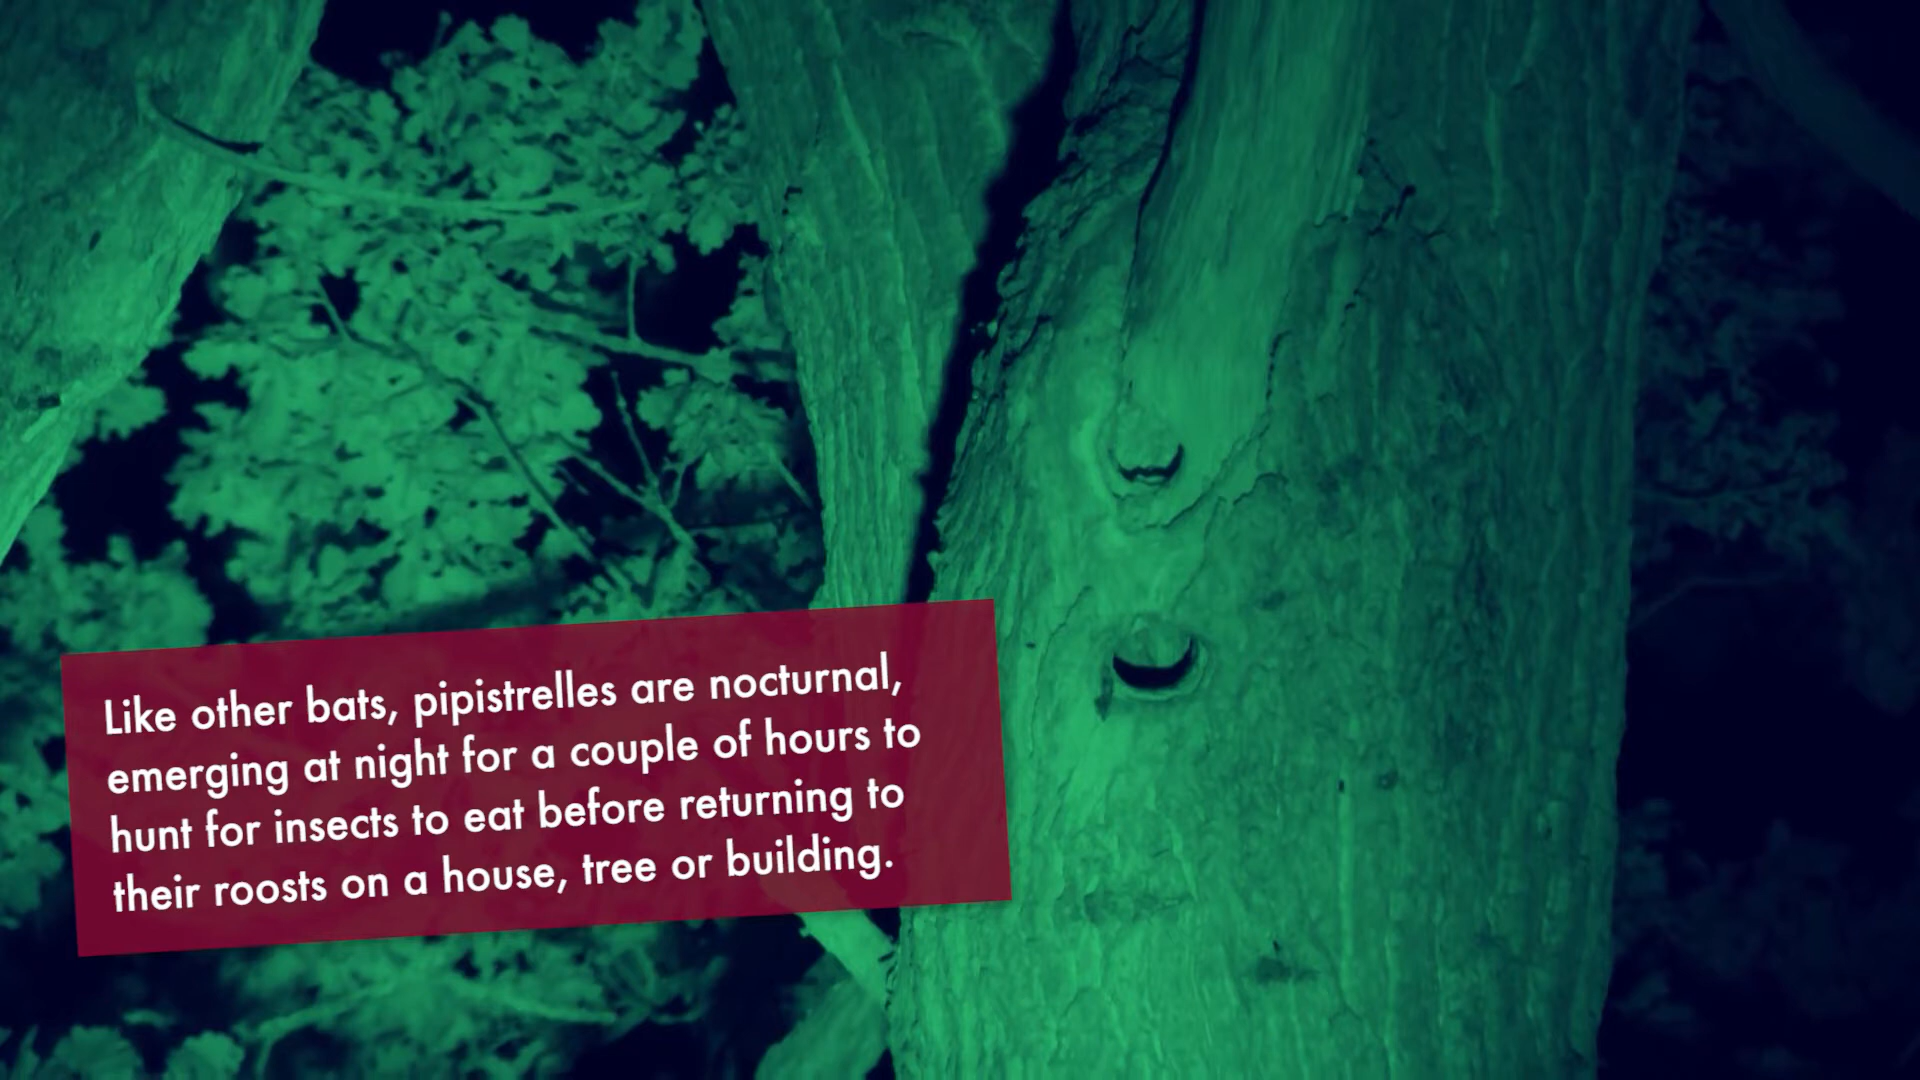 Like other bats, pipistrelles are nocturnal,
emerging at night for a couple of hours to
hunt for insects to eat before returning to
their roosts on a house, tree or building.